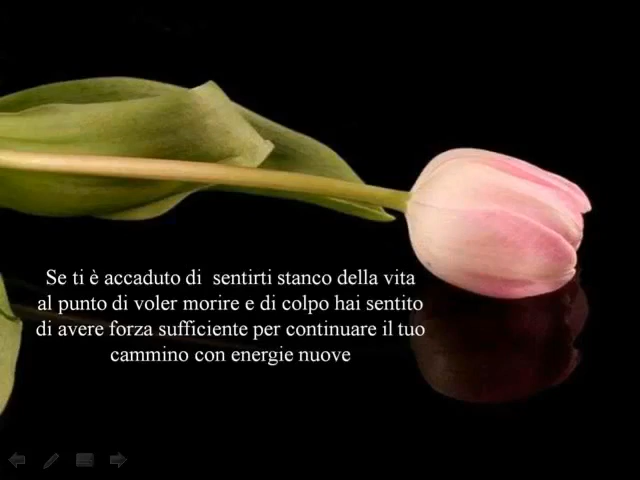 Se ti è accaduto di sentirti stanco della vita
al punto di voler morire e di colpo hai sentito
di avere forza sufficiente per continuare il tuo
cammino con energie nuove